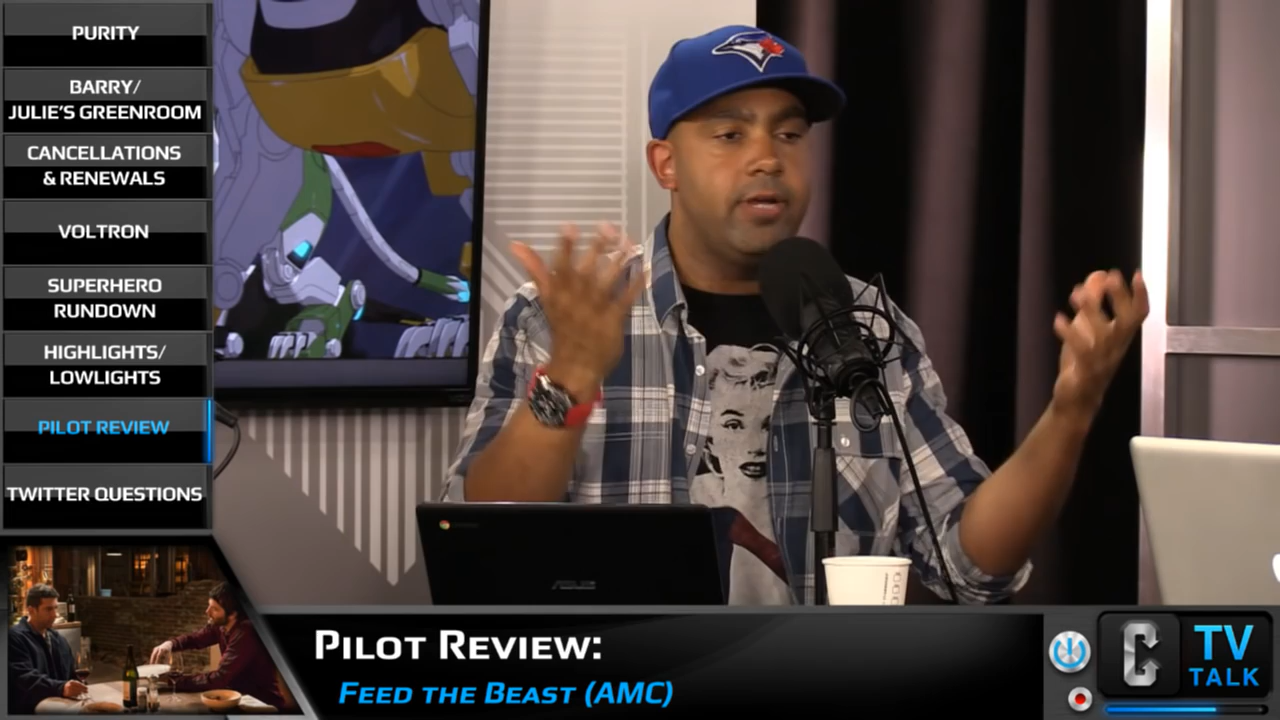 PURITY
BARRY/
JULIE'S GREENROOM
CANCELLATIONS
& RENEWALS
VOLTRON
SUPERHERO
RUNDOWN
HIGHLIGHTS/
LOWLIGHTS
PILOT REVIEW
TWITTER QUESTIONS
ASUS
PILOT REVIEW:
FEED THE BEAST (AMC)
C
TV
TALK